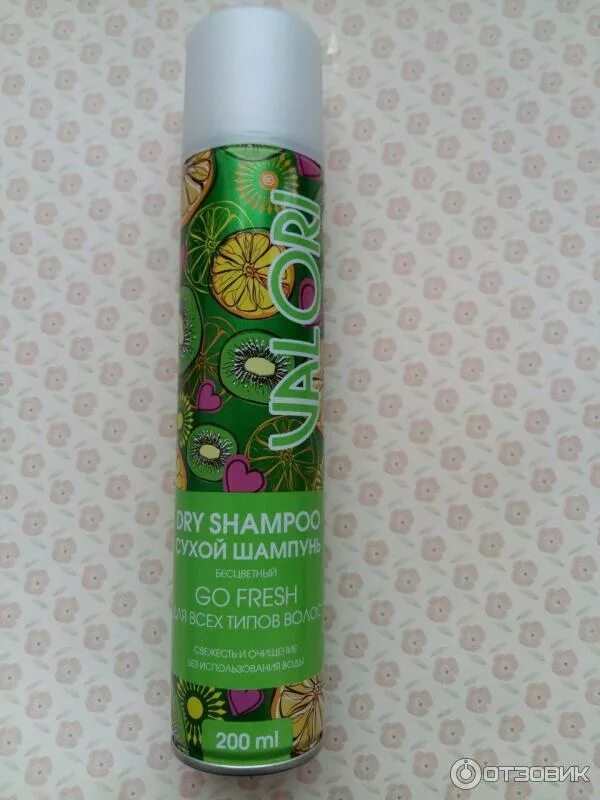 VALORI
DRY SHAMPOO
СУХОЙ ШАМПУНЬ
БЕСЦВЕТНЫЙ
GO FRESH
ДЛЯ ВСЕХ ТИПОВ ВОЛОС
СВЕЖЕСТЬ И ОЧИЩЕНИЕ
БЕЗ ИСПОЛЬЗОВАНИЯ ВОДЫ
200 ml
ОТЗОВИК